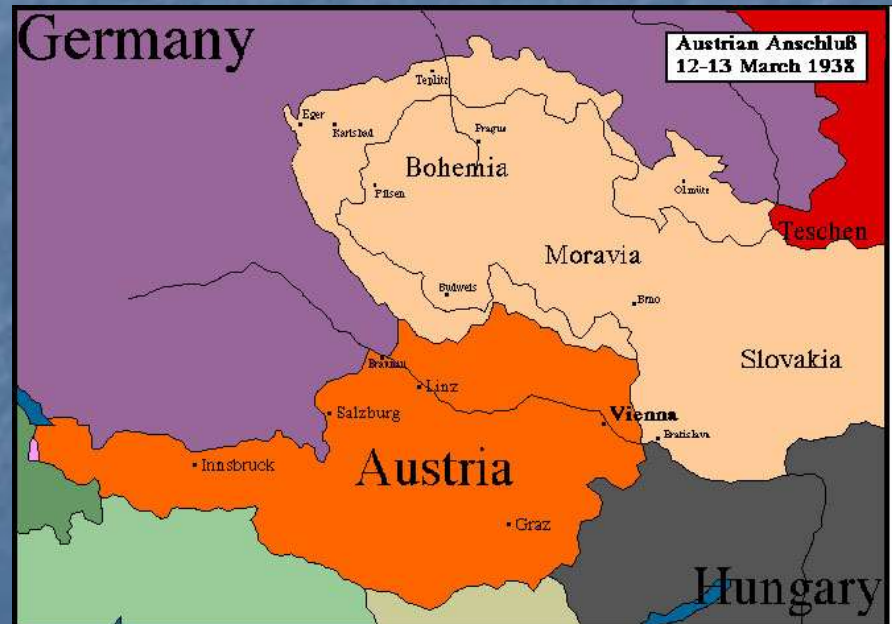 Germany
Austrian Anschluß
12-13 March 1938
Teplitz
Eger
Karlsbad
Prague
Bohemia
Pilsen
Olmütz
Teschen
Moravia
Budweis
Brno
Slovakia
Braunau
Linz
Salzburg
Vienna
Bratislava
Innsbruck
Austria
Graz
Hungary